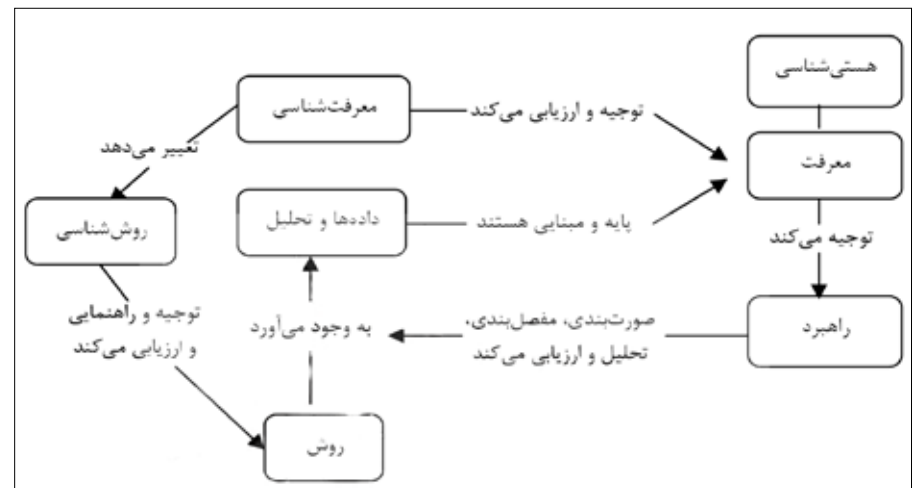 هستی‌شناسی
معرفت‌شناسی
توجیه و ارزیابی می‌کند
تغییر می‌دهد
معرفت
روش‌شناسی
داده‌ها و تحلیل
پایه و مبنایی هستند
توجیه می‌کند
توجیه و راهنمایی
و ارزیابی می‌کند
به وجود می‌آورد
صورت‌بندی، مفصل‌بندی،
تحلیل و ارزیابی می‌کند
راهبرد
روش